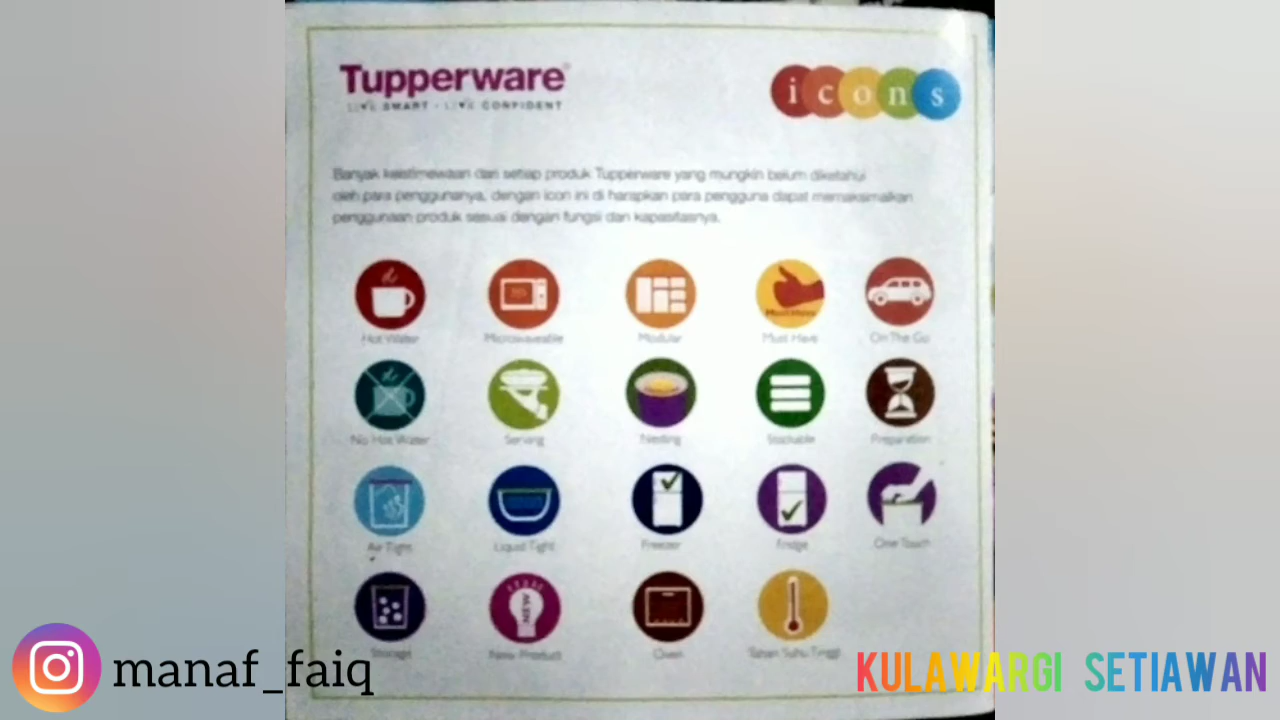 Tupperware
LIVE SMART · LIVE CONFIDENT
icons
Banyak keistimewaan dari setiap produk Tupperware yang mungkin belum diketahui
oleh para penggunanya, dengan icon ini di harapkan para pengguna dapat memaksimalkan
penggunaan produk sesuai dengan fungsi dan kapasitasnya.
Must Have
Hot Water Microwaveable Modular Must Have On The Go
No Hot Water Serving Nesting Stackable Preparation
Air Tight Liquid Tight Freezer Fridge One Touch
NEW
Storage New Product Oven Tahan Suhu Tinggi
manaf_faiq
KULAWARGI SETIAWAN